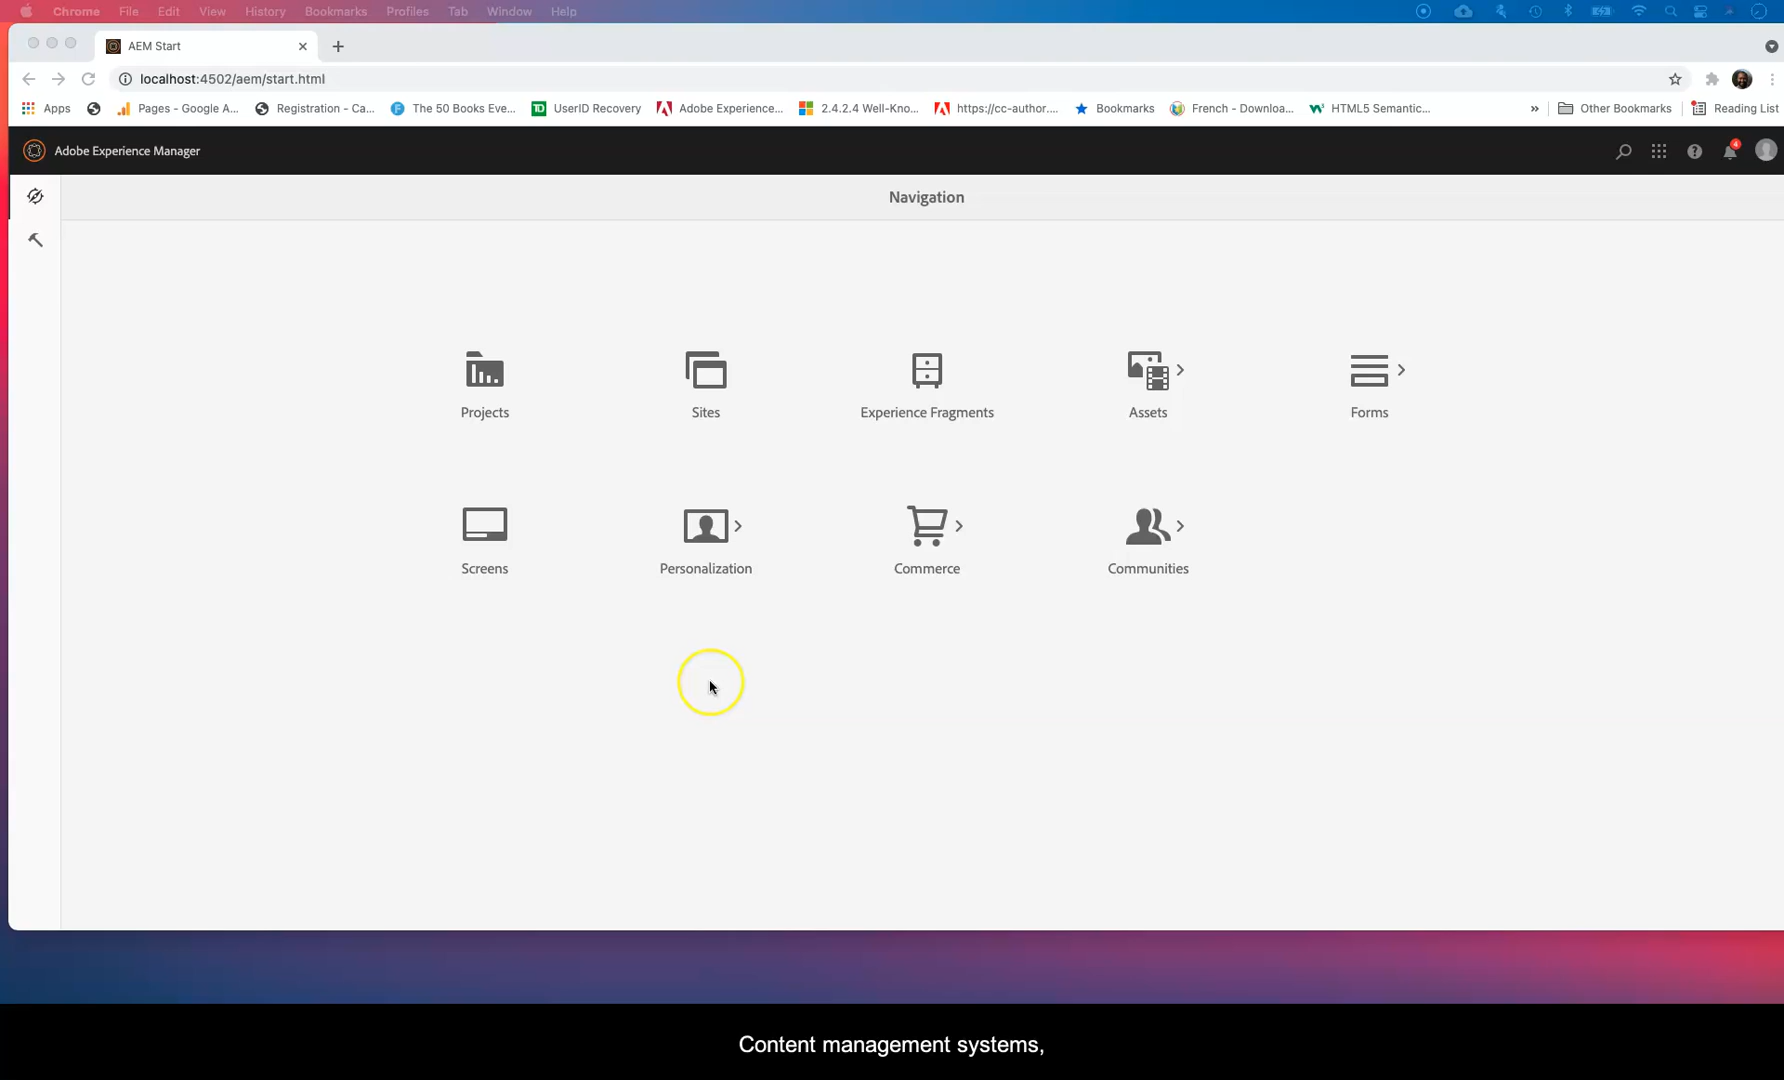 Chrome File Edit View History Bookmarks Profiles Tab Window Help
AEM Start
localhost:4502/aem/start.html
Apps Pages - Google A... Registration - Ca... The 50 Books Eve... UserID Recovery Adobe Experience... 2.4.2.4 Well-Kno... https://cc-author.... Bookmarks French - Downloa... HTML5 Semantic... » Other Bookmarks Reading List
Adobe Experience Manager
4
Navigation
Projects Sites Experience Fragments Assets Forms
Screens Personalization Commerce Communities
Content management systems,